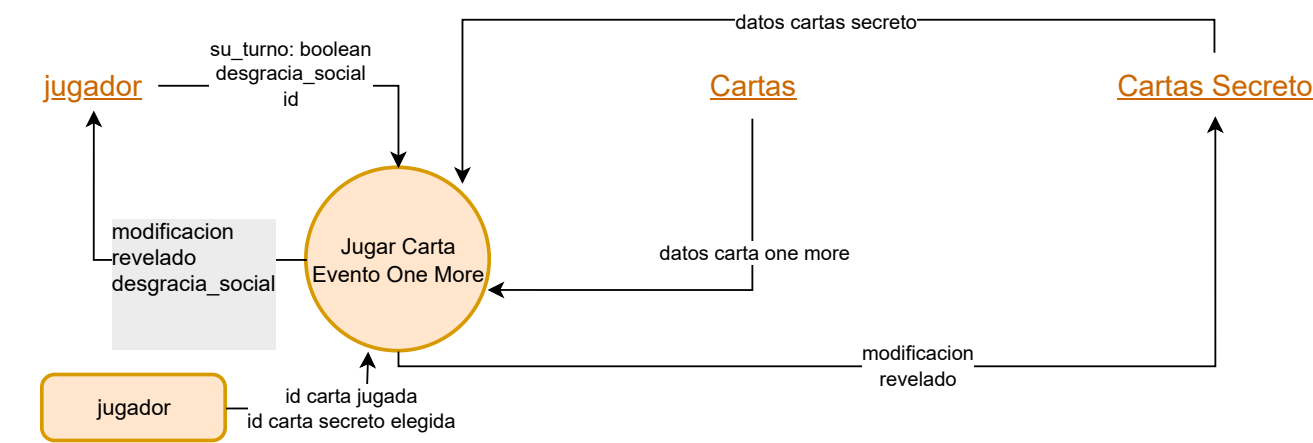 datos cartas secreto
su_turno: boolean
desgracia_social
id
jugador
Cartas
Cartas Secreto
modificacion
revelado
desgracia_social
Jugar Carta
Evento One More
datos carta one more
modificacion
revelado
jugador
id carta jugada
id carta secreto elegida